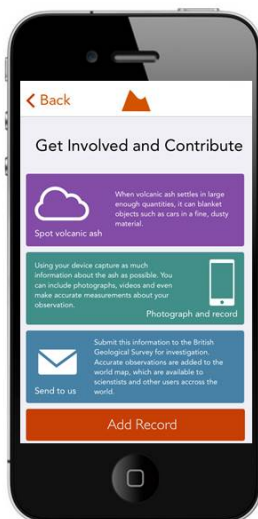 Back
Get Involved and Contribute
When volcanic ash settles in large
enough quantities, it can blanket
objects such as cars in a fine, dusty
material.
Spot volcanic ash
Using your device capture as much
information about the ash as possible. You
can include photographs, videos and even
make accurate measurements about your
observation.
Photograph and record
Submit this information to the British
Geological Survey for investigation.
Accurate observations are added to the
world map, which are available to
scienstists and other users accross the
world.
Send to us
Add Record